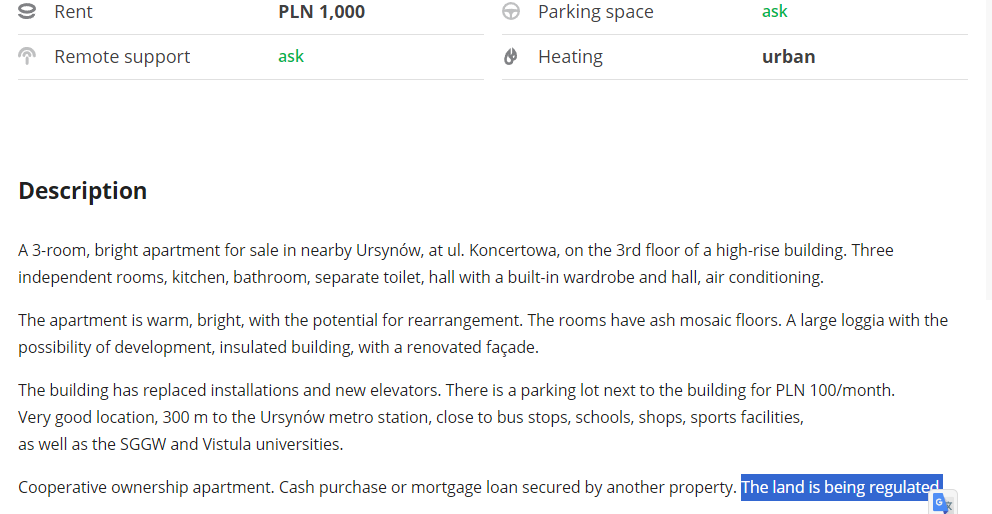 Rent PLN 1,000 Parking space ask
Remote support ask Heating urban
Description
A 3-room, bright apartment for sale in nearby Ursynów, at ul. Koncertowa, on the 3rd floor of a high-rise building. Three
independent rooms, kitchen, bathroom, separate toilet, hall with a built-in wardrobe and hall, air conditioning.
The apartment is warm, bright, with the potential for rearrangement. The rooms have ash mosaic floors. A large loggia with the
possibility of development, insulated building, with a renovated façade.
The building has replaced installations and new elevators. There is a parking lot next to the building for PLN 100/month.
Very good location, 300 m to the Ursynów metro station, close to bus stops, schools, shops, sports facilities,
as well as the SGGW and Vistula universities.
Cooperative ownership apartment. Cash purchase or mortgage loan secured by another property. The land is being regulated.